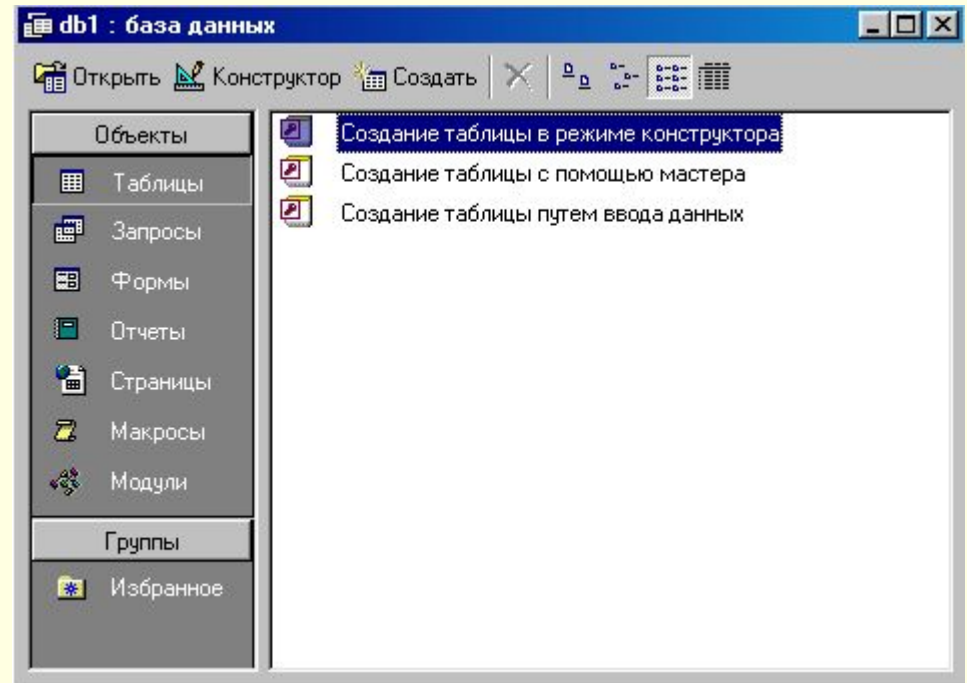 db1 : база данных
Открыть Конструктор Создать
Объекты
Таблицы
Запросы
Формы
Отчеты
Страницы
Макросы
Модули
Группы
Избранное
Создание таблицы в режиме конструктора
Создание таблицы с помощью мастера
Создание таблицы путем ввода данных